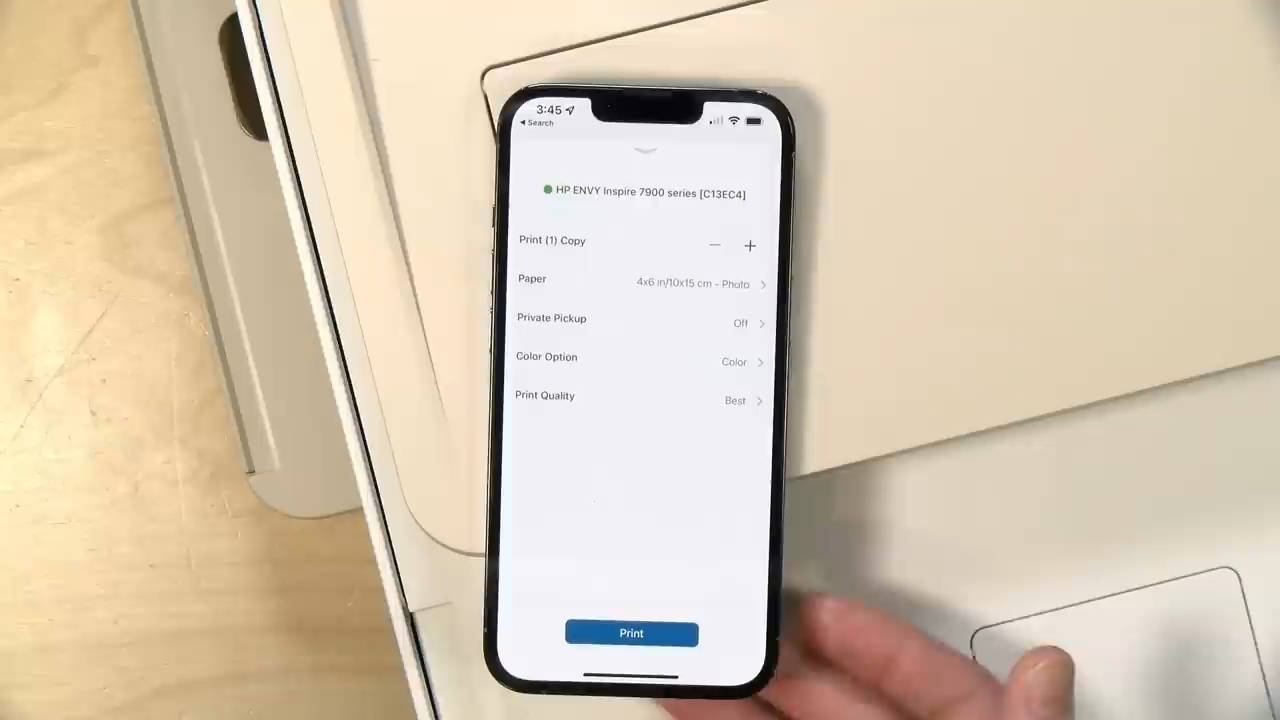 3:45
Search
HP ENVY Inspire 7900 series [C13EC4]
Print (1) Copy
Paper 4x6 in/10x15 cm - Photo
Private Pickup Off
Color Option Color
Print Quality Best
Print